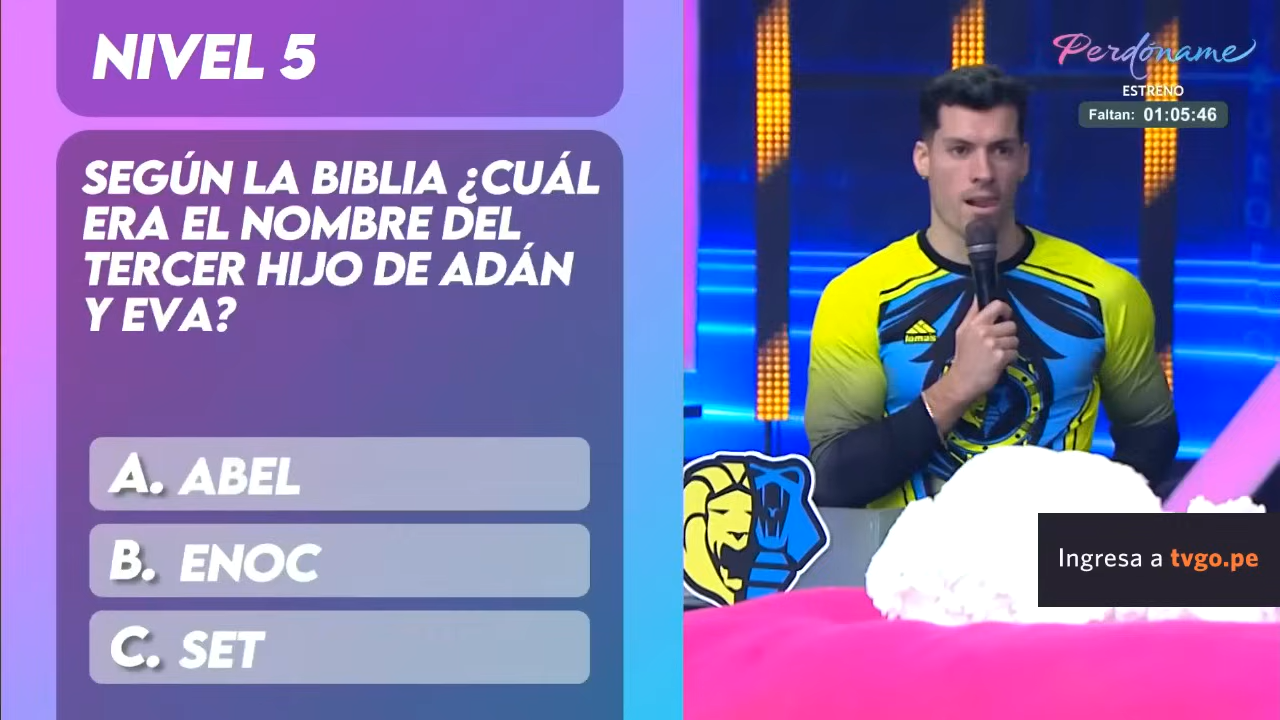 NIVEL 5
SEGÚN LA BIBLIA ¿CUÁL
ERA EL NOMBRE DEL
TERCER HIJO DE ADÁN
Y EVA?
A. ABEL
B. ENOC
C. SET
Perdóname
ESTRENO
Faltan: 01:05:46
lamas
Ingresa a tvgo.pe